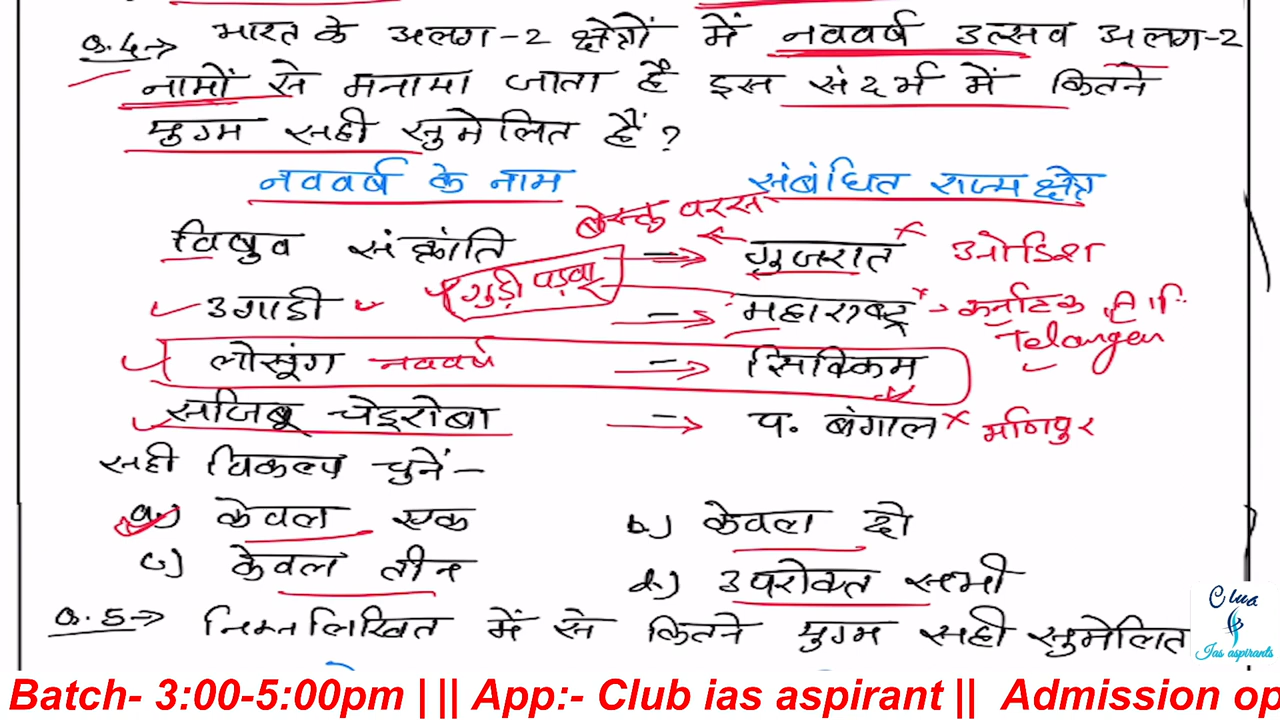 Q.4→ भारत के अलग-2 क्षेत्रों में नववर्ष उत्सव अलग-2
नामों से मनाया जाता है इस संदर्भ में कितने
युग्म सही सुमेलित हैं?
नववर्ष के नाम संबंधित राज्य क्षेत्र
बेस्तु वरस
विषुव संक्रांति - गुजरात × ओडिशा
गुड़ी पड़वा
उगाडी - महाराष्ट्र × कर्नाटक
Telangen
लोसूंग नववर्ष - सिक्किम
सजिबू चेइरोबा - प. बंगाल × मणिपुर
सही विकल्प चुनें-
a) केवल एक b) केवल दो
c) केवल तीन d) उपरोक्त सभी
Q.5→ निम्नलिखित में से कितने युग्म सही सुमेलित
Club
Ias aspirants
Batch- 3:00-5:00pm | || App:- Club ias aspirant || Admission op